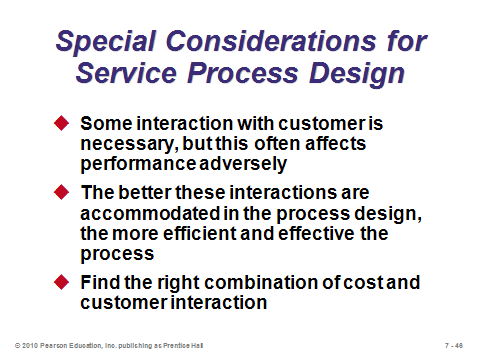 Special Considerations for
Service Process Design
Some interaction with customer is
necessary, but this often affects
performance adversely
The better these interactions are
accommodated in the process design,
the more efficient and effective the
process
Find the right combination of cost and
customer interaction
© 2010 Pearson Education, Inc. publishing as Prentice Hall
7 - 46